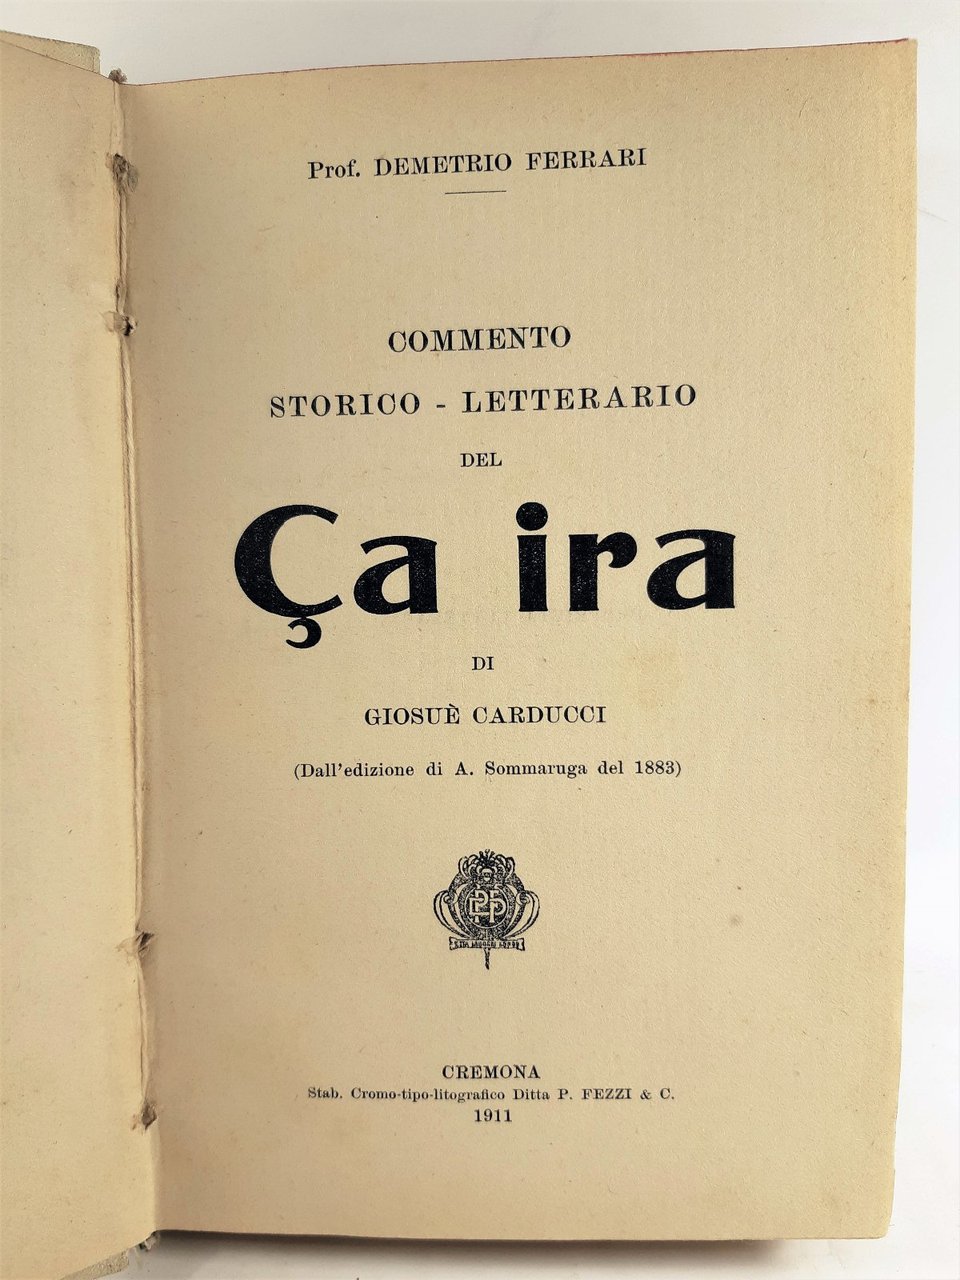 Prof. DEMETRIO FERRARI
COMMENTO
STORICO - LETTERARIO
DEL
Ça ira
DI
GIOSUÈ CARDUCCI
(Dall'edizione di A. Sommaruga del 1883)
CREMONA
Stab. Cromo-tipo-litografico Ditta P. FEZZI & C.
1911